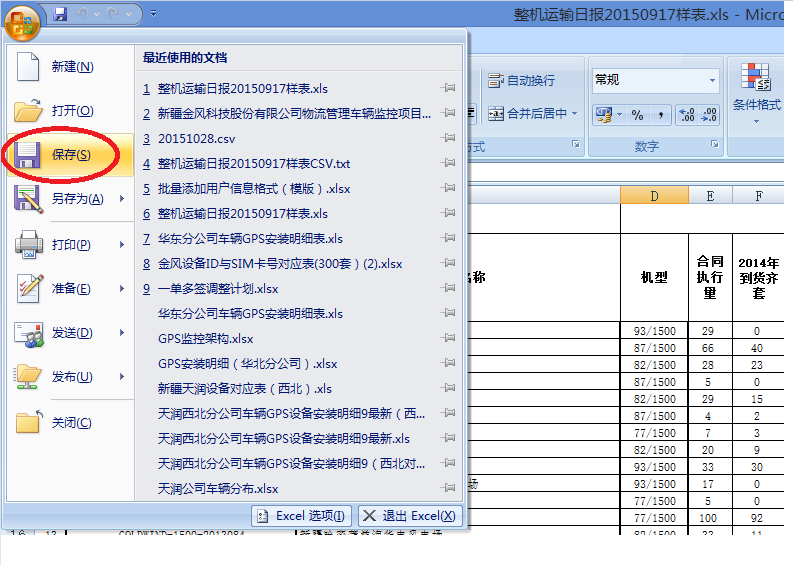 整机运输日报20150917样表.xls - Micro
新建(N)
打开(O)
保存(S)
另存为(A)
打印(P)
准备(E)
发送(D)
发布(U)
关闭(C)
最近使用的文档
1 整机运输日报20150917样表.xls
2 新疆金风科技股份有限公司物流管理车辆监控项目...
3 20151028.csv
4 整机运输日报20150917样表CSV.txt
5 批量添加用户信息格式（模版）.xlsx
6 整机运输日报20150917样表.xls
7 华东分公司车辆GPS安装明细表.xls
8 金风设备ID与SIM卡号对应表(300套）(2).xlsx
9 一单多签调整计划.xlsx
华东分公司车辆GPS安装明细表.xls
GPS监控架构.xlsx
GPS安装明细（华北分公司）.xlsx
新疆天润设备对应表（西北）.xls
天润西北分公司车辆GPS设备安装明细9最新（西...
天润西北分公司车辆GPS设备安装明细9最新.xls
天润西北分公司车辆GPS设备安装明细9（西北对...
天润公司车辆分布.xlsx
Excel 选项(I)
退出 Excel(X)
自动换行
合并后居中
方式
常规
% ,
数字
条件格式
D E F
名称
机型
合同
执行
量
2014年
到货齐
套
93/1500 29 0
87/1500 66 40
82/1500 28 23
87/1500 5 0
82/1500 29 15
87/1500 4 2
77/1500 7 3
82/1500 20 9
93/1500 33 30
场 93/1500 17 0
77/1500 5 0
77/1500 100 92